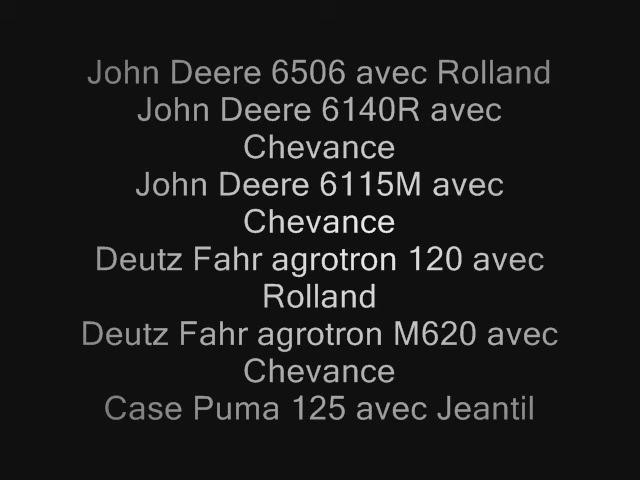 John Deere 6506 avec Rolland
John Deere 6140R avec
Chevance
John Deere 6115M avec
Chevance
Deutz Fahr agrotron 120 avec
Rolland
Deutz Fahr agrotron M620 avec
Chevance
Case Puma 125 avec Jeantil